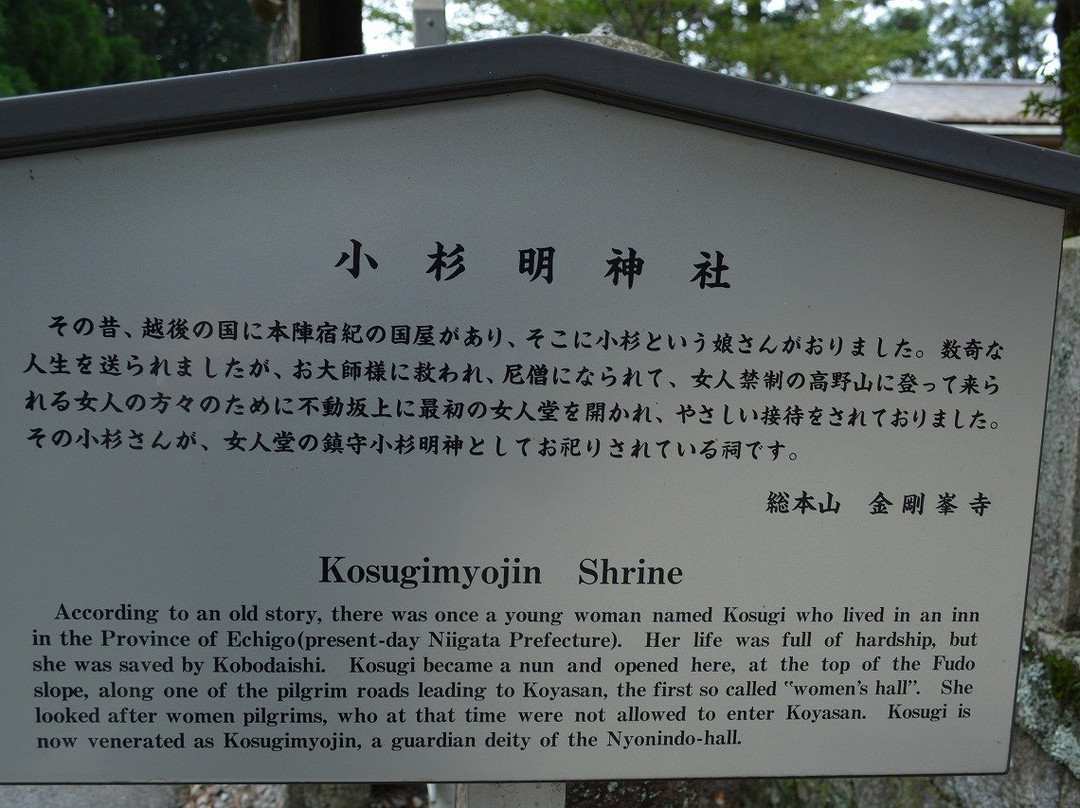 小杉明神社
その昔、越後の国に本陣宿紀の国屋があり、そこに小杉という娘さんがおりました。数奇な
人生を送られましたが、お大師様に救われ、尼僧になられて、女人禁制の高野山に登って来ら
れる女人の方々のために不動坂上に最初の女人堂を開かれ、やさしい接待をされておりました。
その小杉さんが、女人堂の鎮守小杉明神としてお祀りされている祠です。
総本山 金剛峯寺
Kosugimyojin Shrine
According to an old story, there was once a young woman named Kosugi who lived in an inn
in the Province of Echigo(present-day Niigata Prefecture). Her life was full of hardship, but
she was saved by Kobodaishi. Kosugi became a nun and opened here, at the top of the Fudo
slope, along one of the pilgrim roads leading to Koyasan, the first so called “women's hall”. She
looked after women pilgrims, who at that time were not allowed to enter Koyasan. Kosugi is
now venerated as Kosugimyojin, a guardian deity of the Nyonindo-hall.